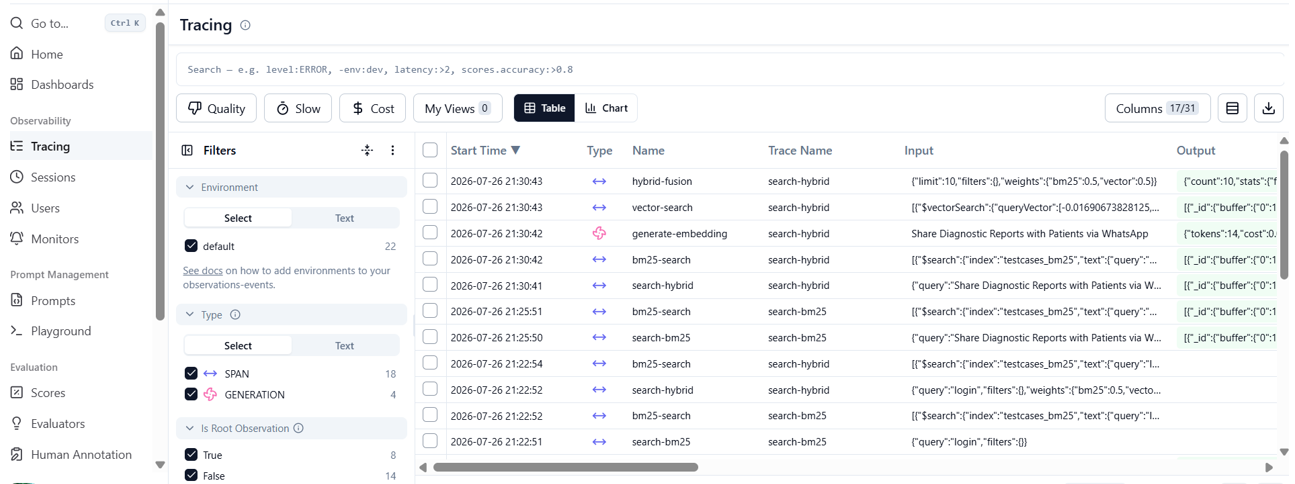 Go to...
Ctrl K
Home
Dashboards
Observability
Tracing
Sessions
Users
Monitors
Prompt Management
Prompts
Playground
Evaluation
Scores
Evaluators
Human Annotation
Tracing
Search — e.g. level:ERROR, -env:dev, latency:>2, scores.accuracy:>0.8
Quality
Slow
Cost
My Views 0
Table
Chart
Columns 17/31
Filters
Environment
Select Text
default 22
See docs on how to add environments to your
observations-events.
Type
Select Text
SPAN 18
GENERATION 4
Is Root Observation
True 8
False 14
Start Time ▼ Type Name Trace Name Input Output
2026-07-26 21:30:43 hybrid-fusion search-hybrid {"limit":10,"filters":{},"weights":{"bm25":0.5,"vector":0.5}} {"count":10,"stats":{"f
2026-07-26 21:30:43 vector-search search-hybrid [{"$vectorSearch":{"queryVector":[-0.01690673828125,... [{"_id":{"buffer":{"0":1
2026-07-26 21:30:42 generate-embedding search-hybrid Share Diagnostic Reports with Patients via WhatsApp {"tokens":14,"cost":0.
2026-07-26 21:30:42 bm25-search search-hybrid [{"$search":{"index":"testcases_bm25","text":{"query":"... [{"_id":{"buffer":{"0":1
2026-07-26 21:30:41 search-hybrid search-hybrid {"query":"Share Diagnostic Reports with Patients via W... [{"_id":{"buffer":{"0":1
2026-07-26 21:25:51 bm25-search search-bm25 [{"$search":{"index":"testcases_bm25","text":{"query":"... [{"_id":{"buffer":{"0":1
2026-07-26 21:25:50 search-bm25 search-bm25 {"query":"Share Diagnostic Reports with Patients via W... [{"_id":{"buffer":{"0":1
2026-07-26 21:22:54 bm25-search search-hybrid [{"$search":{"index":"testcases_bm25","text":{"query":"l...
2026-07-26 21:22:52 search-hybrid search-hybrid {"query":"login","filters":{},"weights":{"bm25":0.5,"vecto...
2026-07-26 21:22:52 bm25-search search-bm25 [{"$search":{"index":"testcases_bm25","text":{"query":"l...
2026-07-26 21:22:51 search-bm25 search-bm25 {"query":"login","filters":{}}